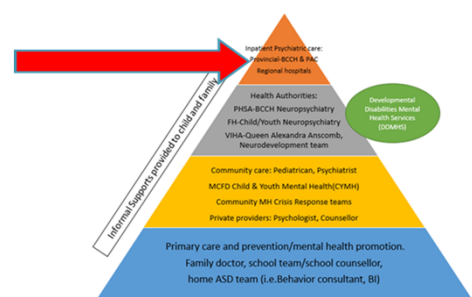 Inpatient Psychiatric care:
Provincial-BCCH & PAC
Regional hospitals
Health Authorities:
PHSA-BCCH Neuropsychiatry
FH-Child/Youth Neuropsychiatry
VIHA-Queen Alexandra Anscomb,
Neurodevelopment team
Developmental
Disabilities Mental
Health Services
(DDMHS)
Informal Supports provided to child and family
Community care: Pediatrican, Psychiatrist
MCFD Child & Youth Mental Health(CYMH)
Community MH Crisis Response teams
Private providers: Psychologist, Counsellor
Primary care and prevention/mental health promotion.
Family doctor, school team/school counsellor,
home ASD team (i.e.Behavior consultant, BI)